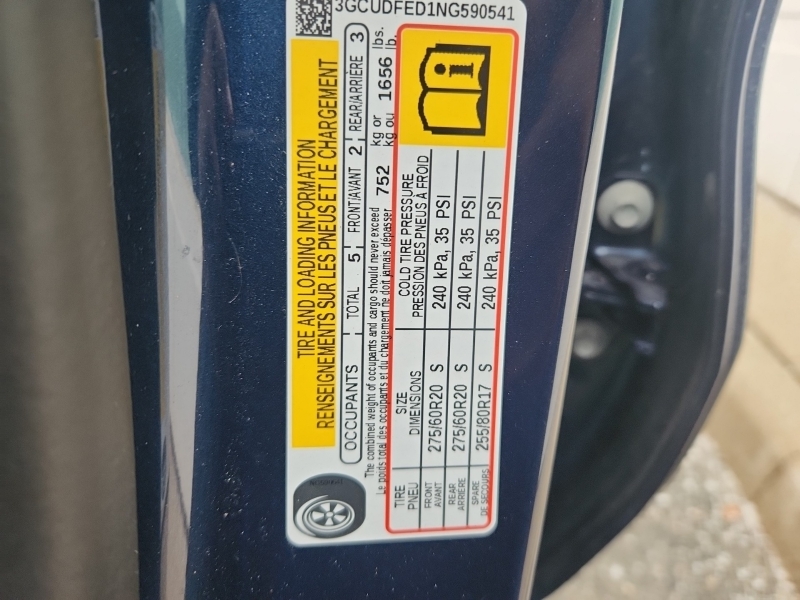 3GCUDFED1NG590541
TIRE AND LOADING INFORMATION
RENSEIGNEMENTS SUR LES PNEUS ET LE CHARGEMENT
OCCUPANTS TOTAL 5 FRONT/AVANT 2 REAR/ARRIÈRE 3
The combined weight of occupants and cargo should never exceed 752 kg or 1656 lbs.
Le poids total des occupants et du chargement ne doit jamais dépasser kg ou lb.
TIRE SIZE COLD TIRE PRESSURE
PNEU DIMENSIONS PRESSION DES PNEUS À FROID
FRONT 275/60R20 S 240 kPa, 35 PSI
AVANT
REAR 275/60R20 S 240 kPa, 35 PSI
ARRIÈRE
SPARE 255/80R17 S 240 kPa, 35 PSI
DE SECOURS